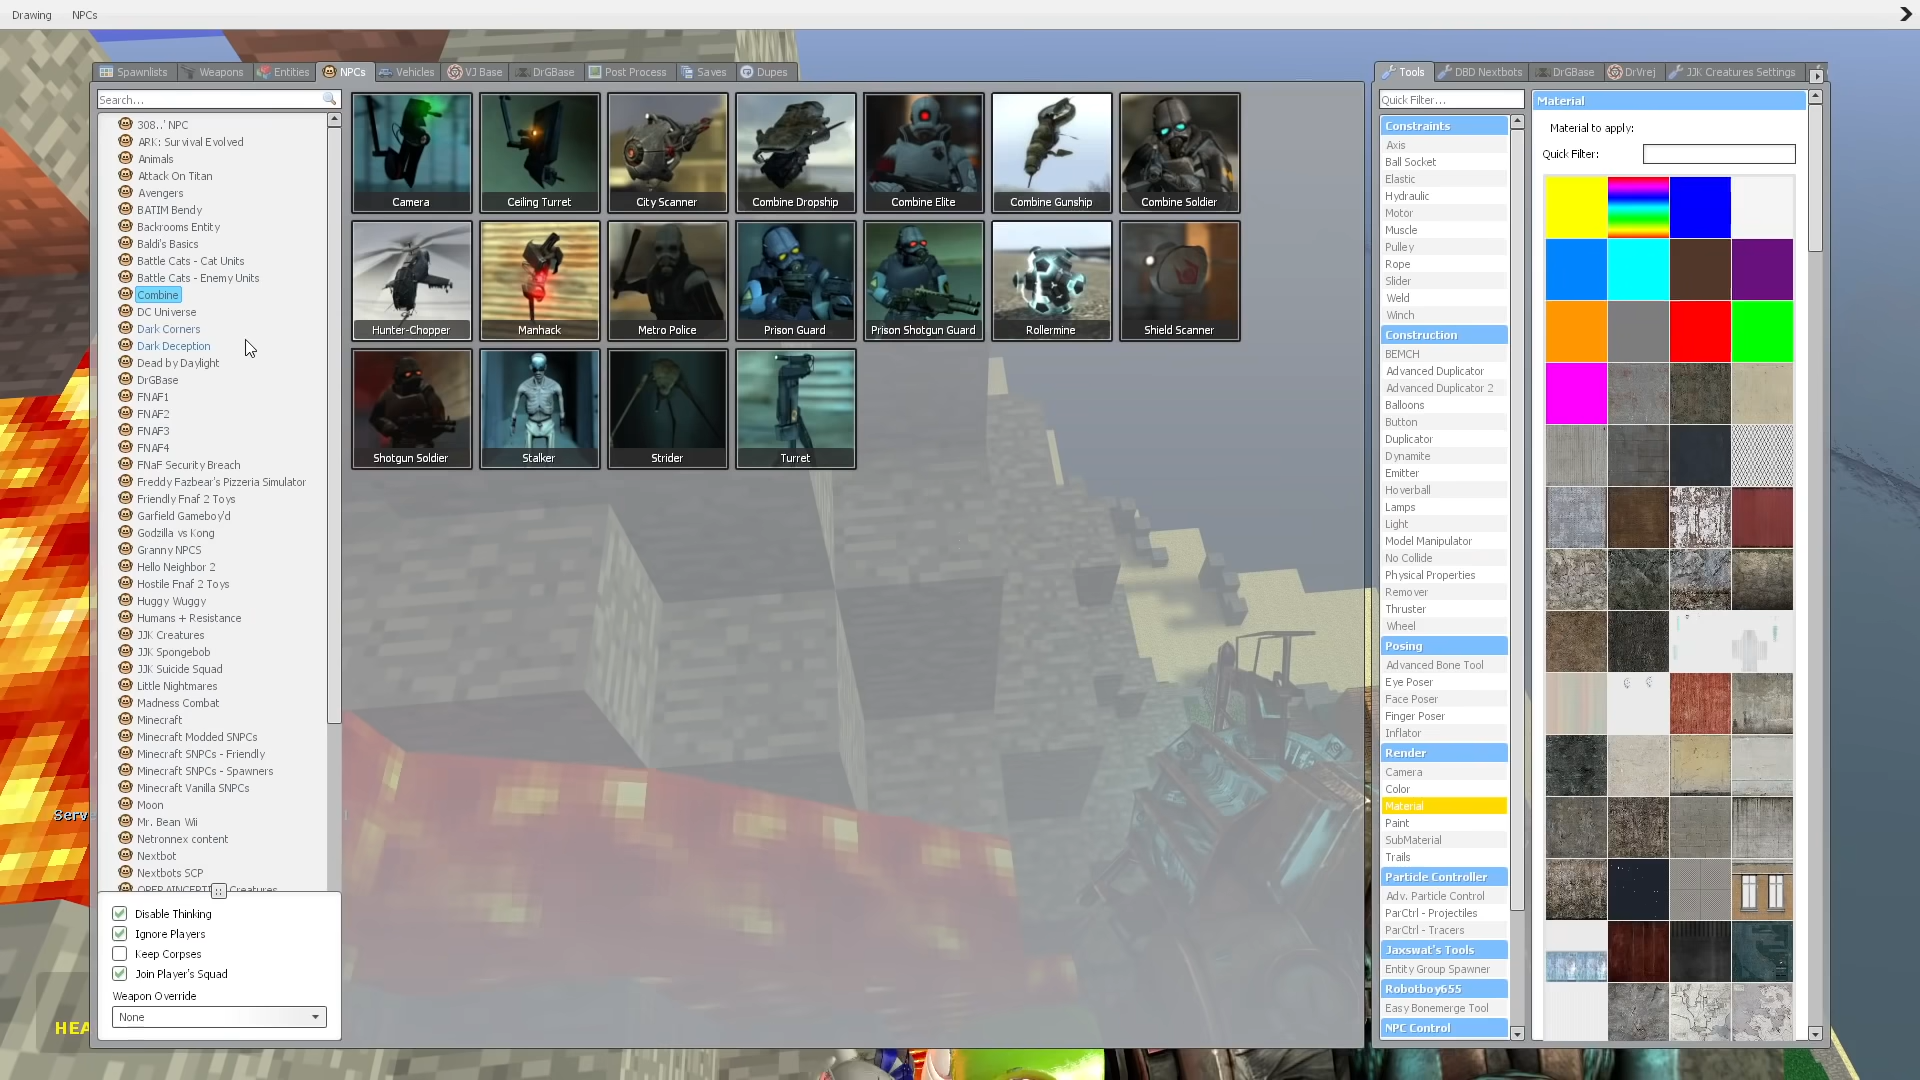 Drawing NPCs
Spawnlists Weapons Entities NPCs Vehicles VJ Base DrGBase Post Process Saves Dupes
Search...
308..' NPC
ARK: Survival Evolved
Animals
Attack On Titan
Avengers
BATIM Bendy
Backrooms Entity
Baldi's Basics
Battle Cats - Cat Units
Battle Cats - Enemy Units
Combine
DC Universe
Dark Corners
Dark Deception
Dead by Daylight
DrGBase
FNAF1
FNAF2
FNAF3
FNAF4
FNaF Security Breach
Freddy Fazbear's Pizzeria Simulator
Friendly Fnaf 2 Toys
Garfield Gameboy'd
Godzilla vs Kong
Granny NPCS
Hello Neighbor 2
Hostile Fnaf 2 Toys
Huggy Wuggy
Humans + Resistance
JJK Creatures
JJK Spongebob
JJK Suicide Squad
Little Nightmares
Madness Combat
Minecraft
Minecraft Modded SNPCs
Minecraft SNPCs - Friendly
Minecraft SNPCs - Spawners
Minecraft Vanilla SNPCs
Moon
Mr. Bean Wii
Netronnex content
Nextbot
Nextbots SCP
Creatures
Disable Thinking
Ignore Players
Keep Corpses
Join Player's Squad
Weapon Override
None
Serv
HEA
Camera Ceiling Turret City Scanner Combine Dropship Combine Elite Combine Gunship Combine Soldier
Hunter-Chopper Manhack Metro Police Prison Guard Prison Shotgun Guard Rollermine Shield Scanner
Shotgun Soldier Stalker Strider Turret
Tools DBD Nextbots DrGBase DrVrej JJK Creatures Settings
Quick Filter...
Constraints
Axis
Ball Socket
Elastic
Hydraulic
Motor
Muscle
Pulley
Rope
Slider
Weld
Winch
Construction
BEMCH
Advanced Duplicator
Advanced Duplicator 2
Balloons
Button
Duplicator
Dynamite
Emitter
Hoverball
Lamps
Light
Model Manipulator
No Collide
Physical Properties
Remover
Thruster
Wheel
Posing
Advanced Bone Tool
Eye Poser
Face Poser
Finger Poser
Inflator
Render
Camera
Color
Material
Paint
SubMaterial
Trails
Particle Controller
Adv. Particle Control
ParCtrl - Projectiles
ParCtrl - Tracers
Jaxswat's Tools
Entity Group Spawner
Robotboy655
Easy Bonemerge Tool
NPC Control
Material
Material to apply:
Quick Filter: